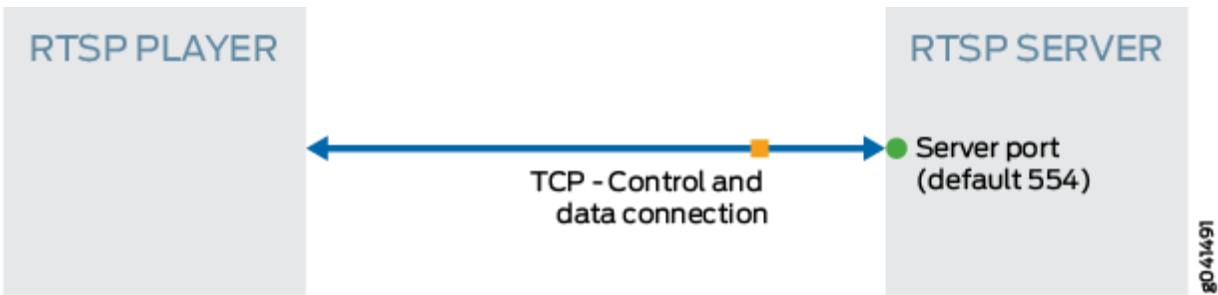 RTSP PLAYER
RTSP SERVER
TCP - Control and
data connection
Server port
(default 554)
g041491